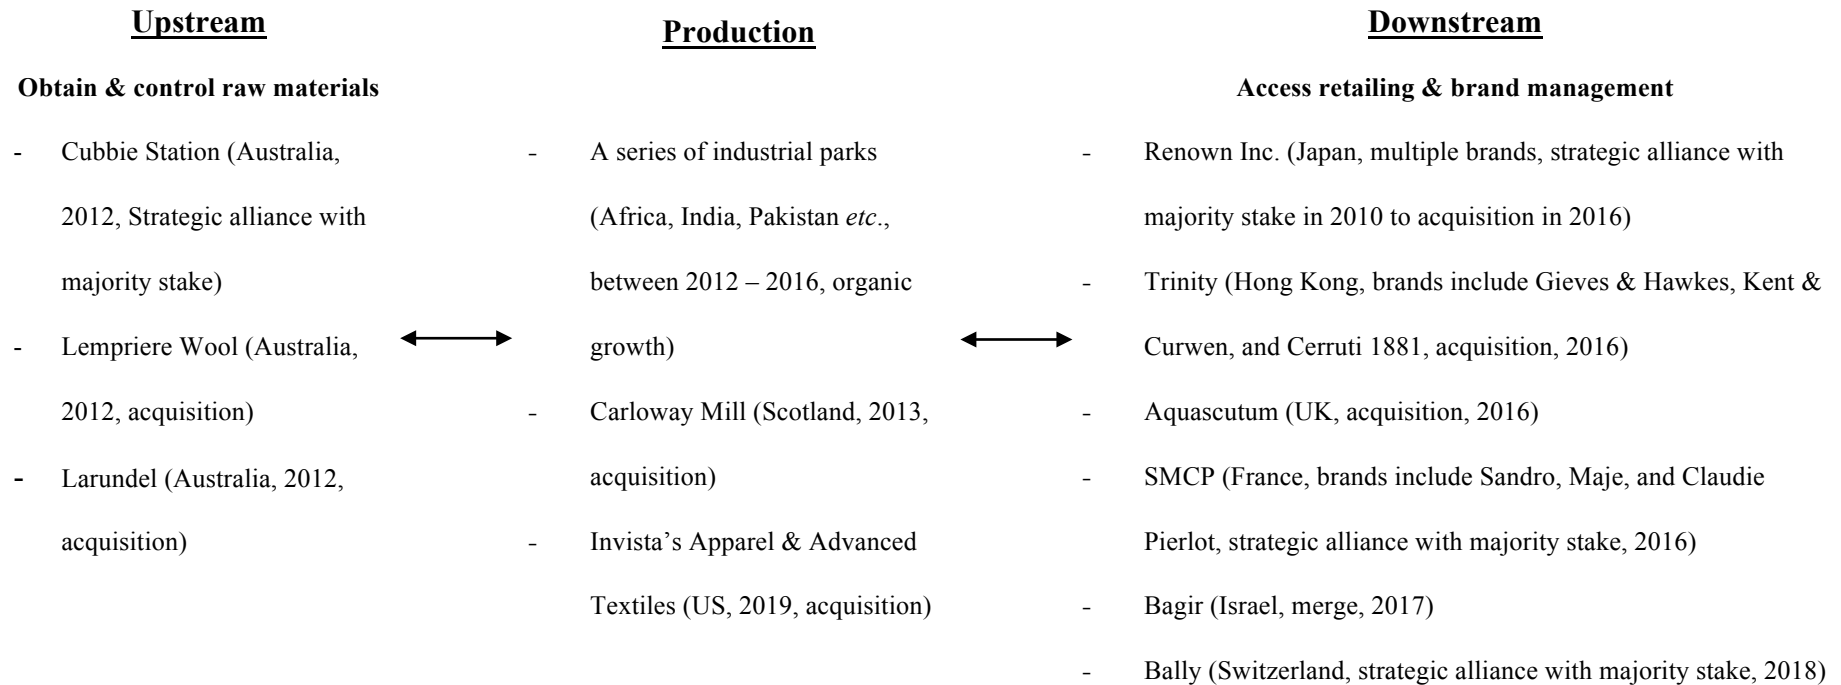 Upstream
Obtain & control raw materials
- Cubbie Station (Australia,
2012, Strategic alliance with
majority stake)
- Lempriere Wool (Australia,
2012, acquisition)
- Larundel (Australia, 2012,
acquisition)
Production
- A series of industrial parks
(Africa, India, Pakistan etc.,
between 2012 – 2016, organic
growth)
- Carloway Mill (Scotland, 2013,
acquisition)
- Invista’s Apparel & Advanced
Textiles (US, 2019, acquisition)
Downstream
Access retailing & brand management
- Renown Inc. (Japan, multiple brands, strategic alliance with
majority stake in 2010 to acquisition in 2016)
- Trinity (Hong Kong, brands include Gieves & Hawkes, Kent &
Curwen, and Cerruti 1881, acquisition, 2016)
- Aquascutum (UK, acquisition, 2016)
- SMCP (France, brands include Sandro, Maje, and Claudie
Pierlot, strategic alliance with majority stake, 2016)
- Bagir (Israel, merge, 2017)
- Bally (Switzerland, strategic alliance with majority stake, 2018)